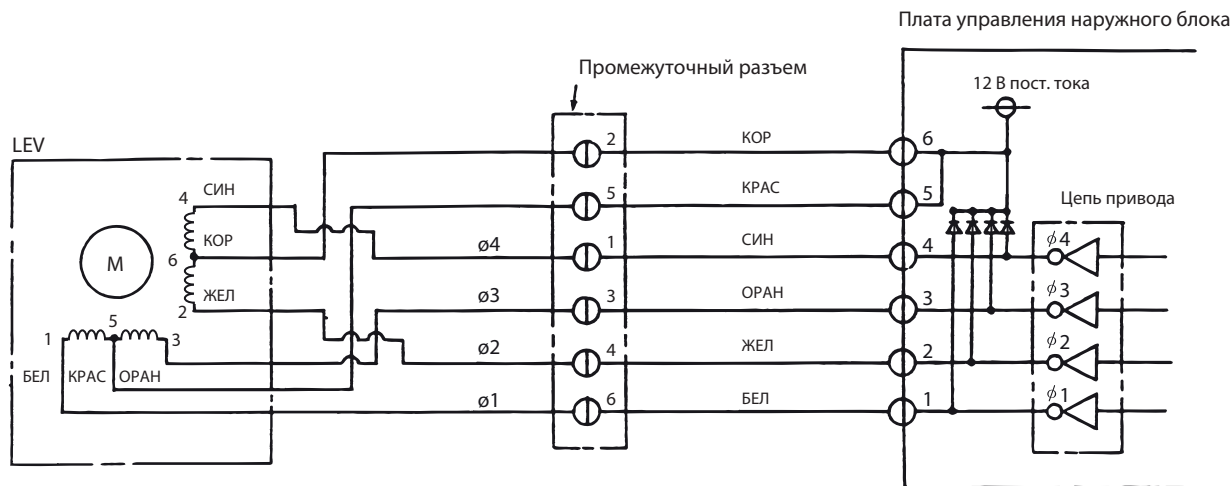 Плата управления наружного блока
Промежуточный разъем
12 В пост. тока
LEV
2 КОР 6
4 СИН
5 КРАС 5
Цепь привода
КОР
ø4 1 СИН 4 ϕ4
M 6
ЖЕЛ
2
ø3 3 ОРАН 3 ϕ3
1 5 3
ø2 4 ЖЕЛ 2 ϕ2
БЕЛ КРАС ОРАН
ø1 6 БЕЛ 1 ϕ1